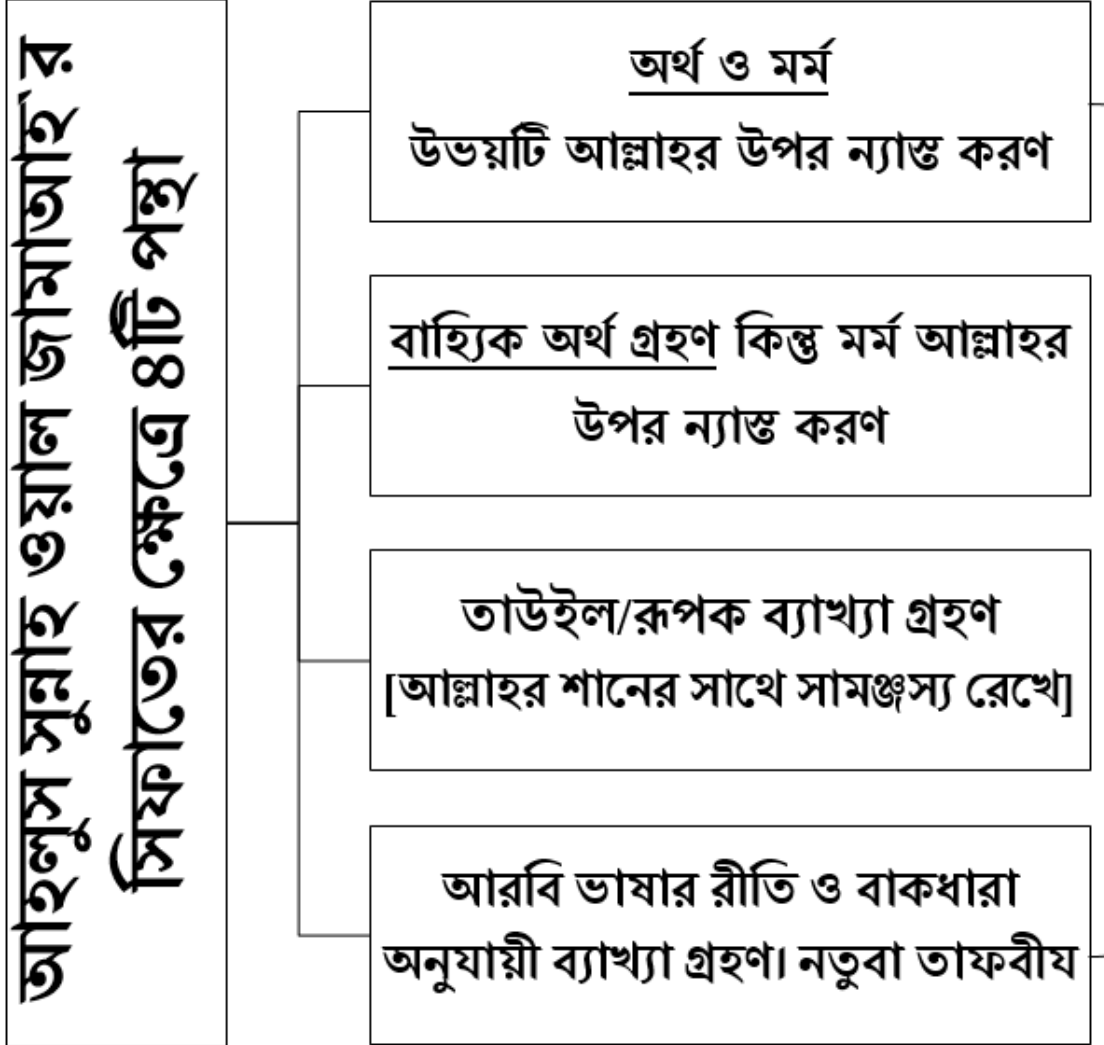 আহলুস সুন্নাহ ওয়াল জামাআহ'র
সিফাতের ক্ষেত্রে ৪টি পন্থা
অর্থ ও মর্ম
উভয়টি আল্লাহর উপর ন্যাস্ত করণ
বাহ্যিক অর্থ গ্রহণ কিন্তু মর্ম আল্লাহর
উপর ন্যাস্ত করণ
তাউইল/রূপক ব্যাখ্যা গ্রহণ
[আল্লাহর শানের সাথে সামঞ্জস্য রেখে]
আরবি ভাষার রীতি ও বাকধারা
অনুযায়ী ব্যাখ্যা গ্রহণ। নতুবা তাফবীয